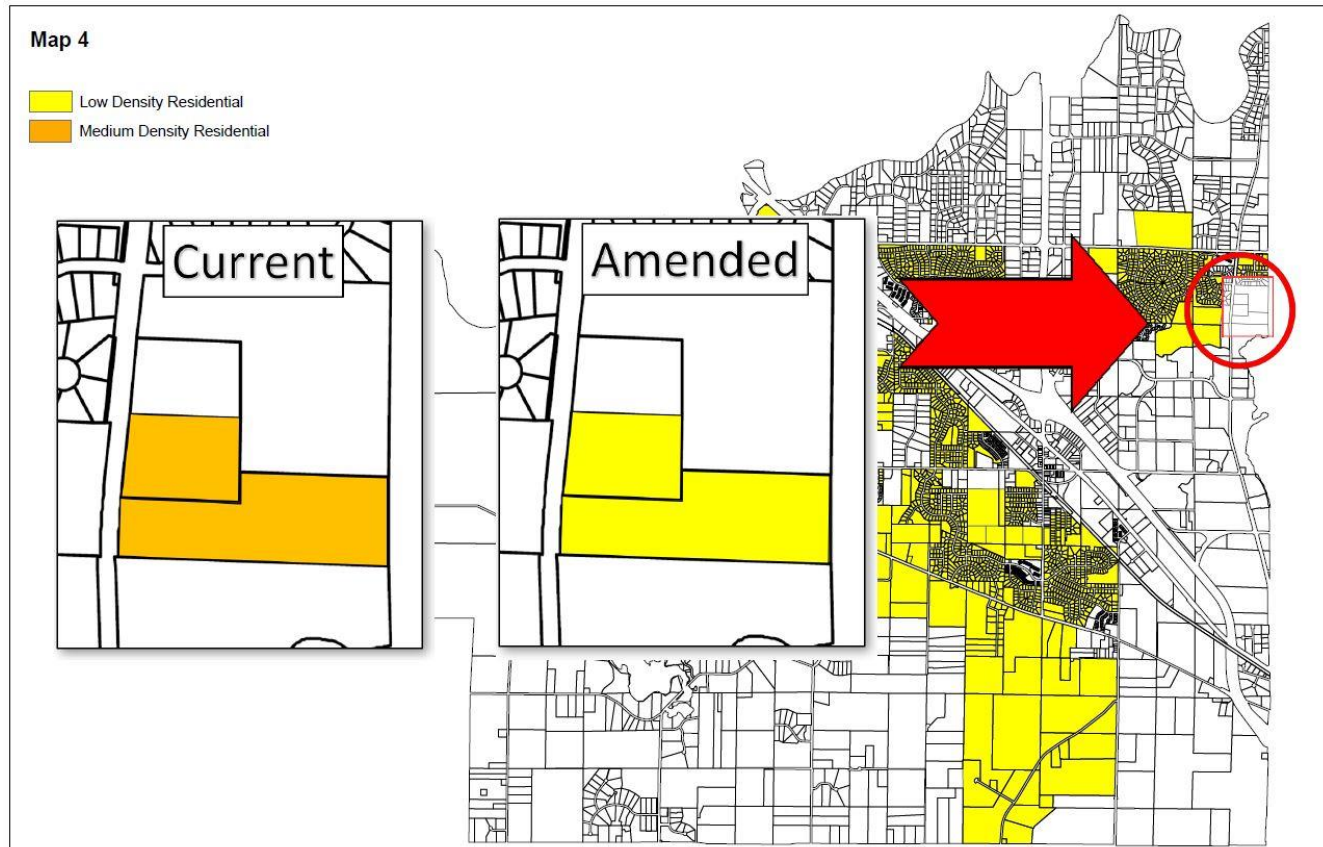 Map 4
Low Density Residential
Medium Density Residential
Current
Amended